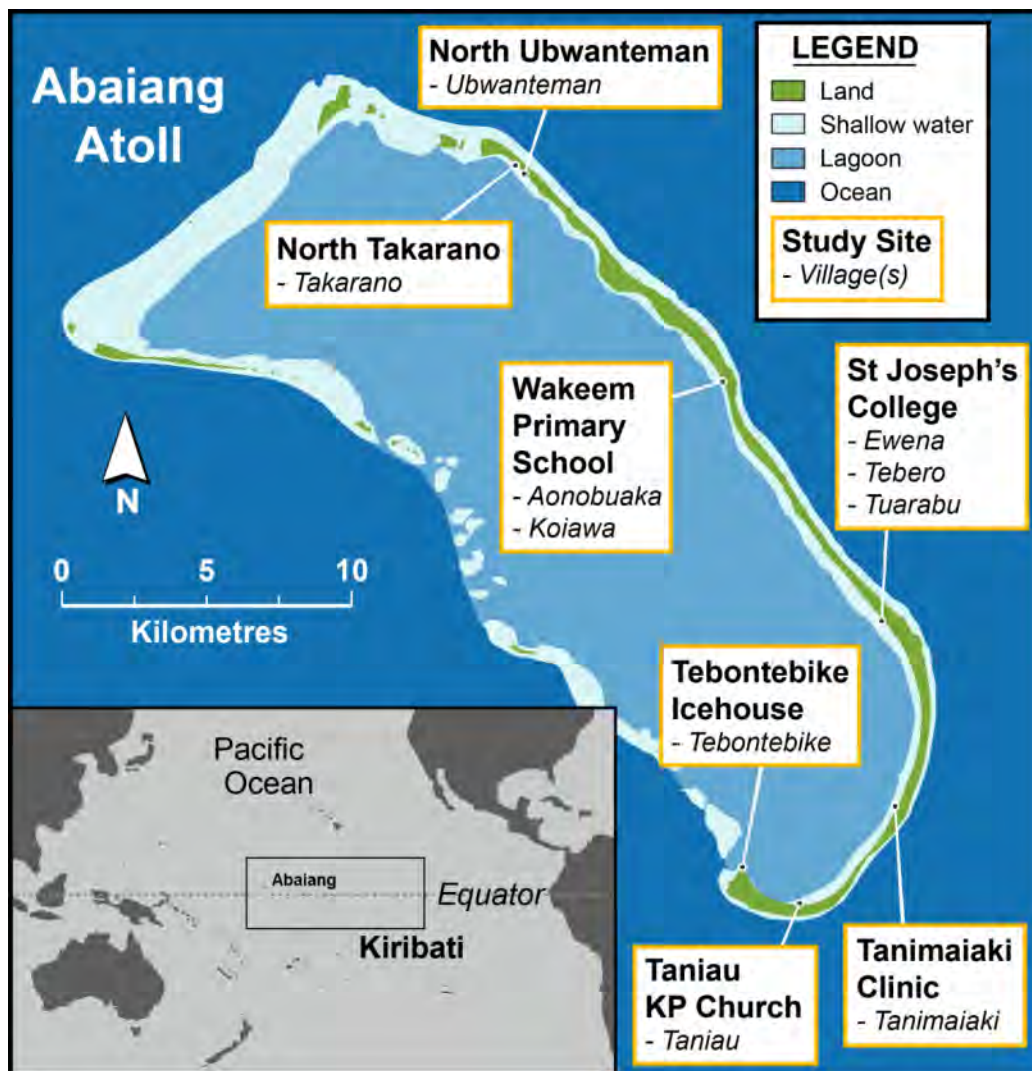 Abaiang
Atoll
North Ubwanteman
- Ubwanteman
LEGEND
Land
Shallow water
Lagoon
Ocean
Study Site
- Village(s)
North Takarano
- Takarano
Wakeem
Primary
School
- Aonobuaka
- Koiawa
St Joseph's
College
- Ewena
- Tebero
- Tuarabu
N
0 5 10
Kilometres
Tebontebike
Icehouse
- Tebontebike
Pacific
Ocean
Abaiang
Equator
Kiribati
Taniau
KP Church
- Taniau
Tanimaiaki
Clinic
- Tanimaiaki